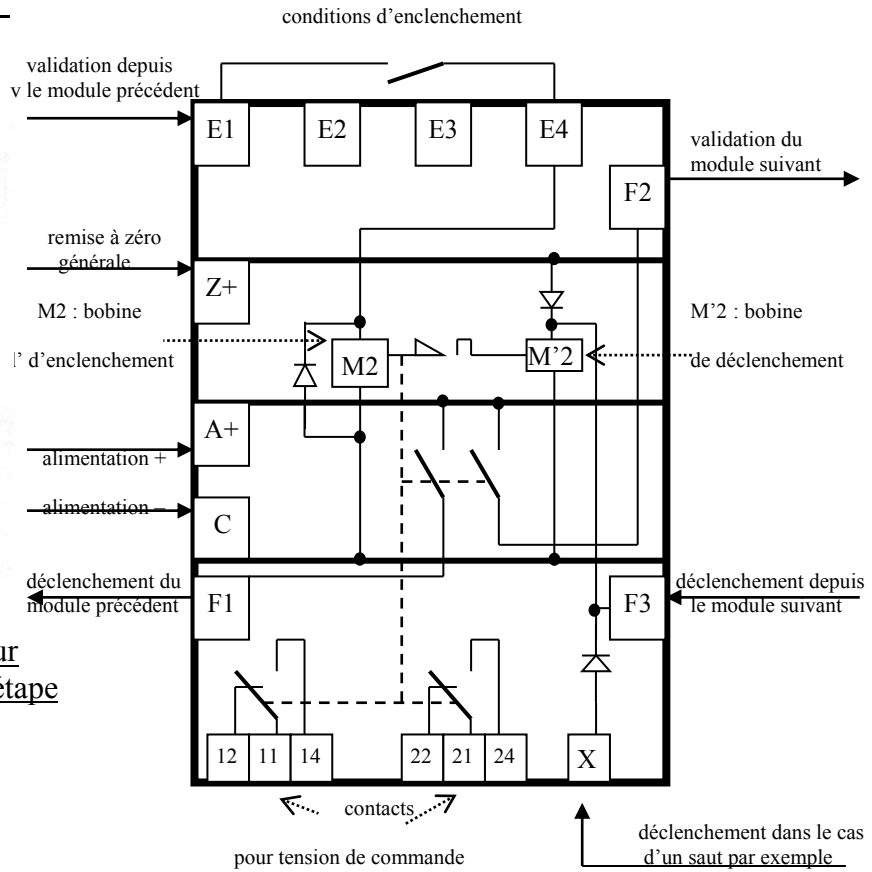 conditions d’enclenchement
validation depuis
v le module précédent
E1 E2 E3 E4
validation du
module suivant
F2
remise à zéro
générale
Z+
M2 : bobine
l’ d’enclenchement
M2
M’2
M’2 : bobine
de déclenchement
A+
alimentation +
alimentation –
C
déclenchement du
module précédent
F1
F3
déclenchement depuis
le module suivant
ur
étape
12 11 14 22 21 24 X
contacts
pour tension de commande
déclenchement dans le cas
d’un saut par exemple